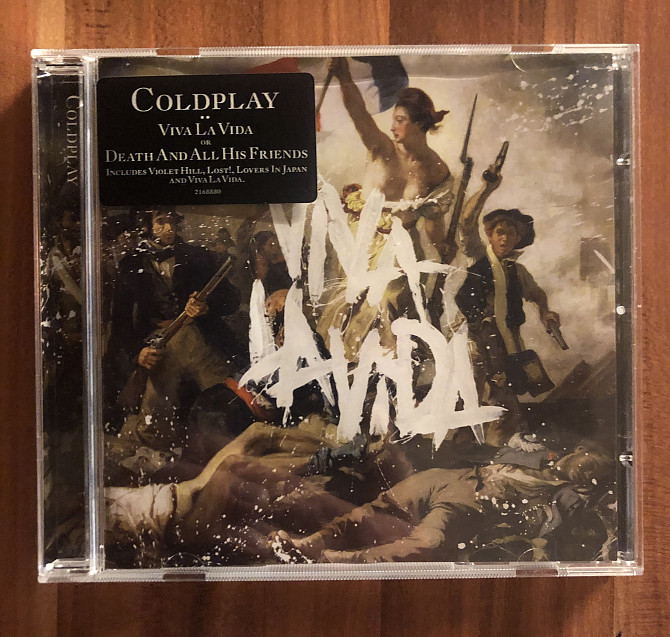 COLDPLAY
COLDPLAY
VIVA LA VIDA
OR
DEATH AND ALL HIS FRIENDS
INCLUDES VIOLET HILL, LOST!, LOVERS IN JAPAN
AND VIVA LA VIDA.
2168880
VIVA
LA VIDA